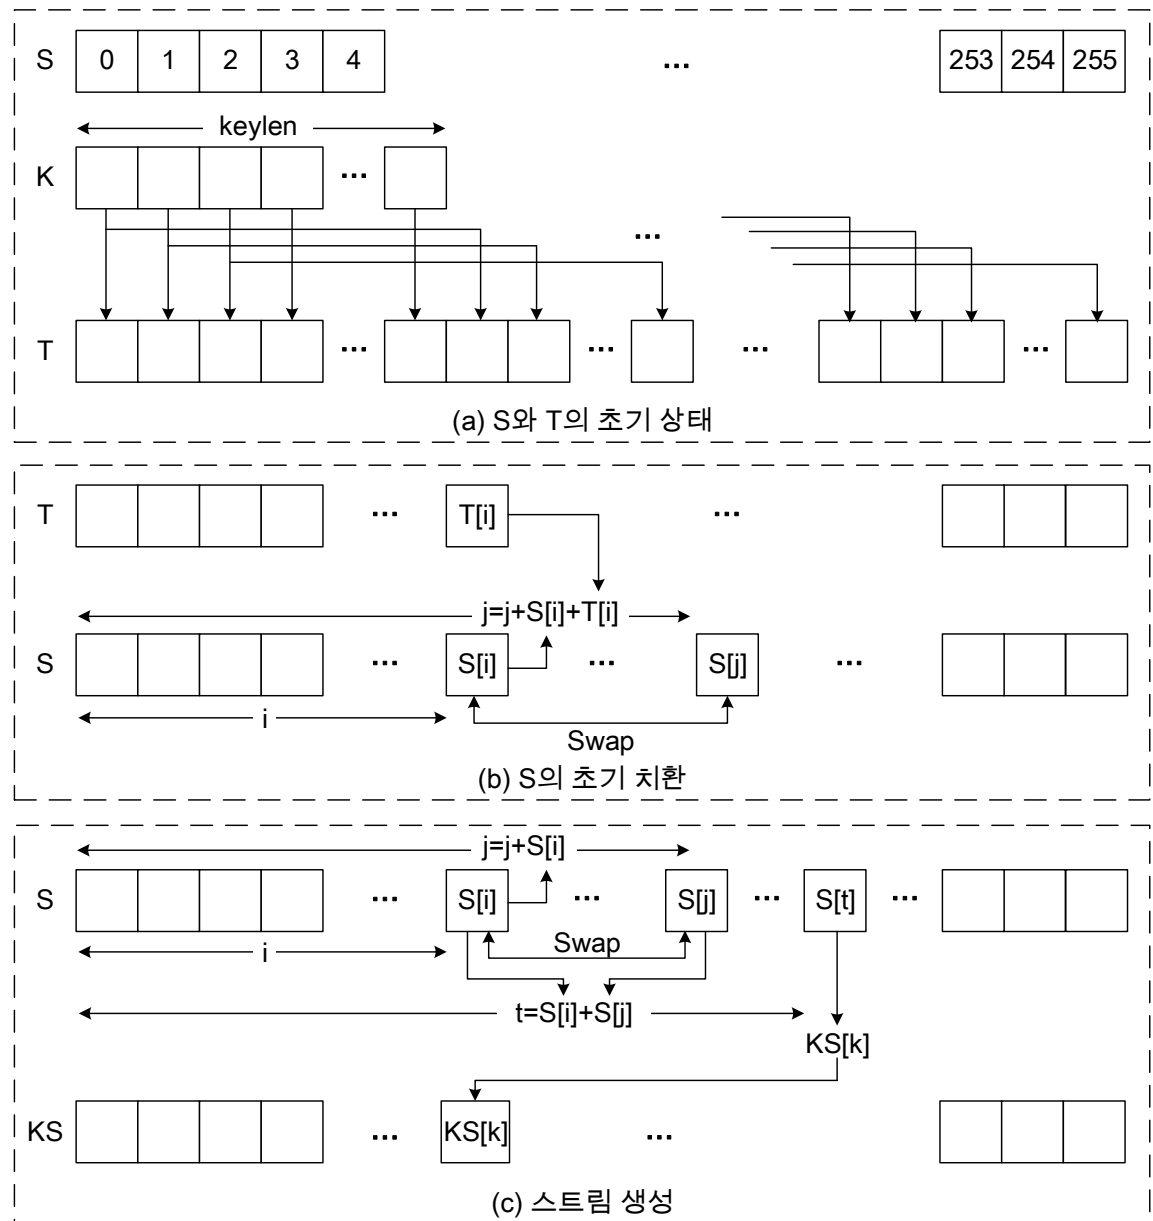 S 0 1 2 3 4 ... 253 254 255
keylen
K ...
...
T ... ... ... ...
(a) S와 T의 초기 상태
T ... T[i] ...
j=j+S[i]+T[i]
S ... S[i] ... S[j] ...
i
Swap
(b) S의 초기 치환
j=j+S[i]
S ... S[i] ... S[j] ... S[t] ...
Swap
i
t=S[i]+S[j]
KS[k]
KS ... KS[k] ...
(c) 스트림 생성